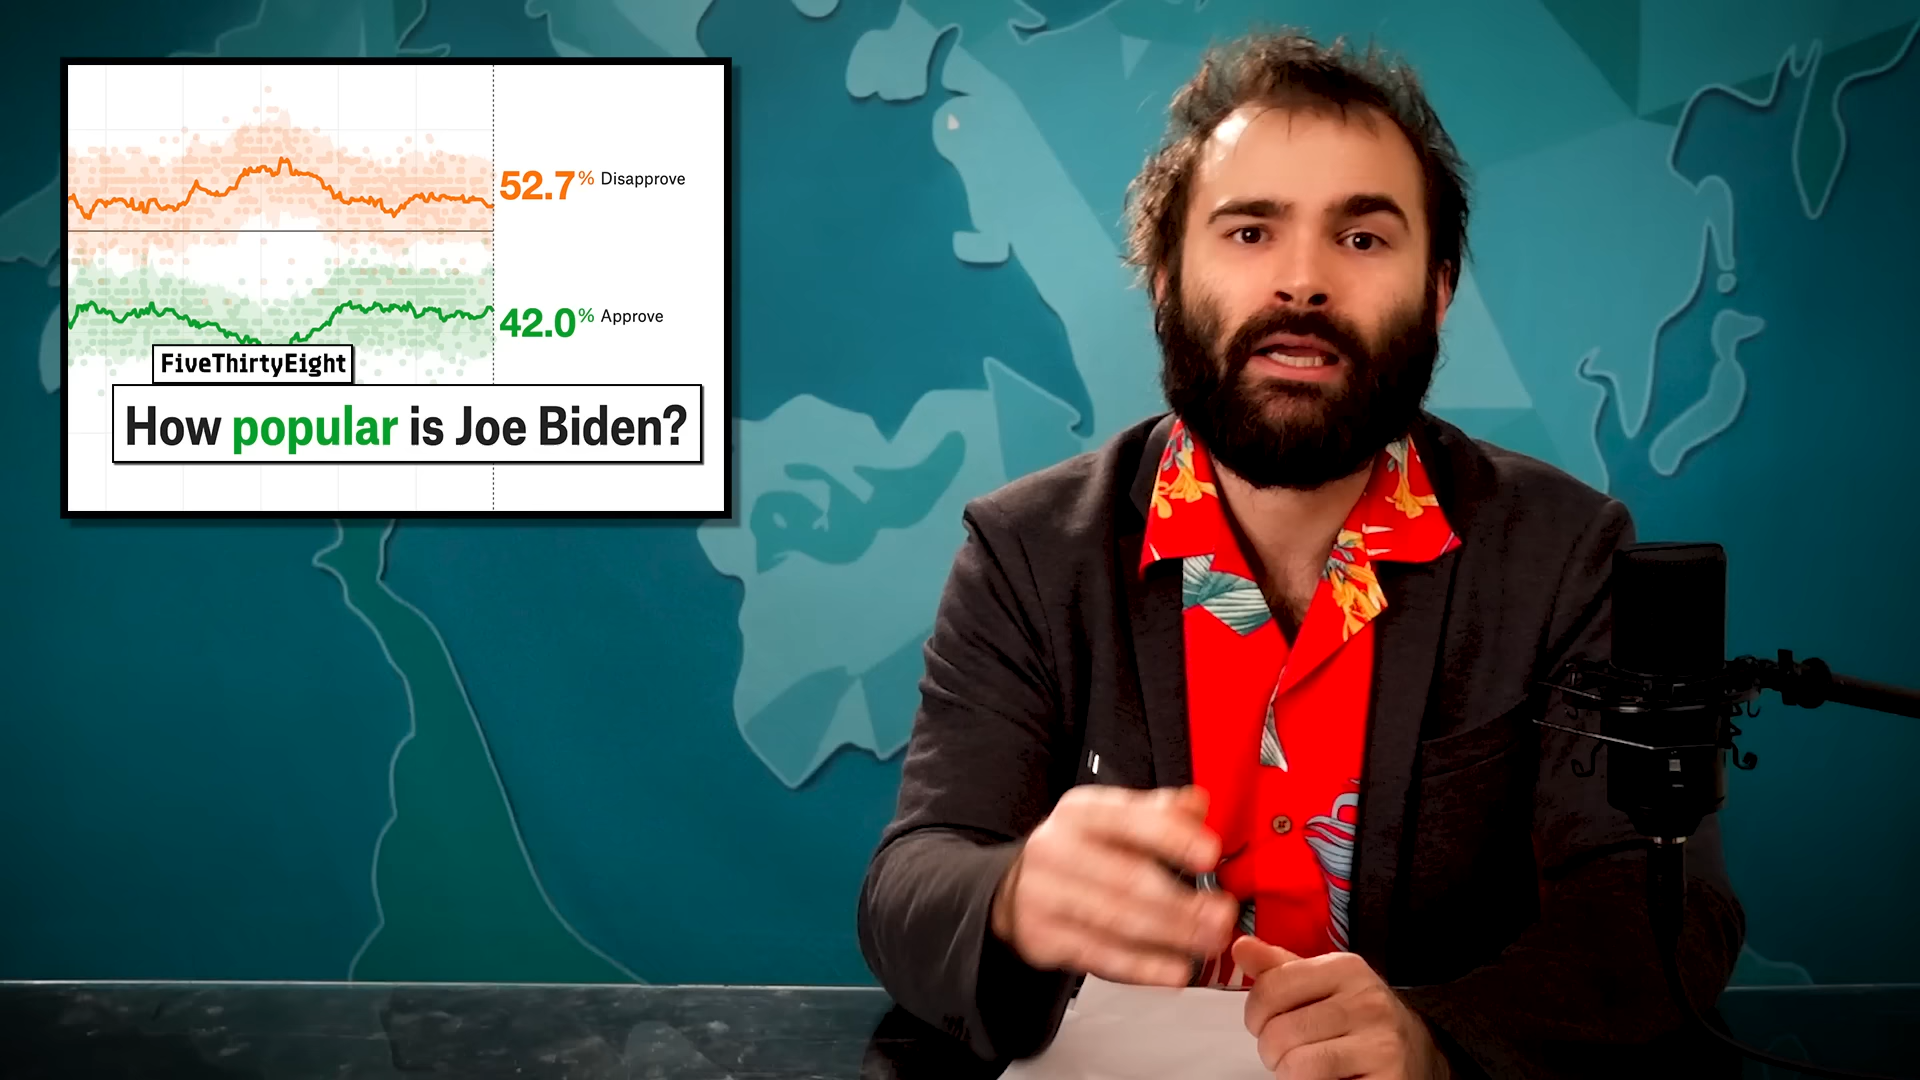 52.7% Disapprove
42.0% Approve
FiveThirtyEight
How popular is Joe Biden?